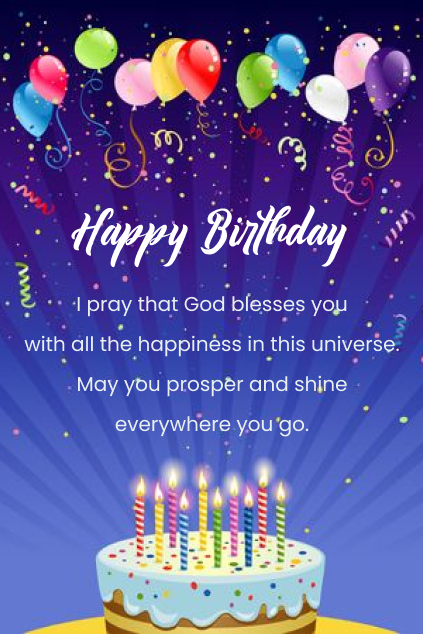 Happy Birthday
I pray that God blesses you
with all the happiness in this universe.
May you prosper and shine
everywhere you go.